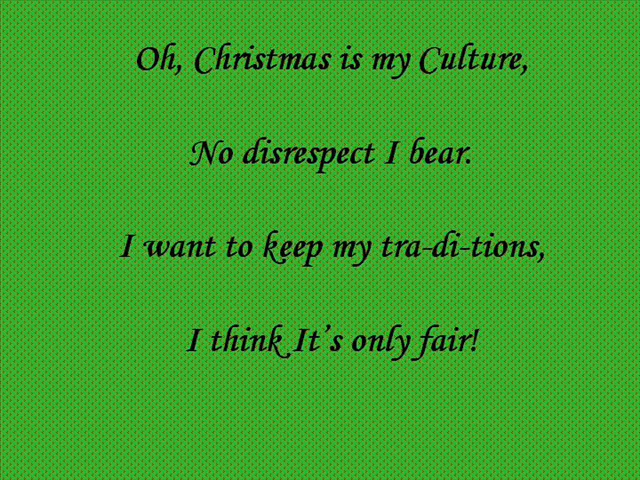 Oh, Christmas is my Culture,
No disrespect I bear.
I want to keep my tra-di-tions,
I think It’s only fair!